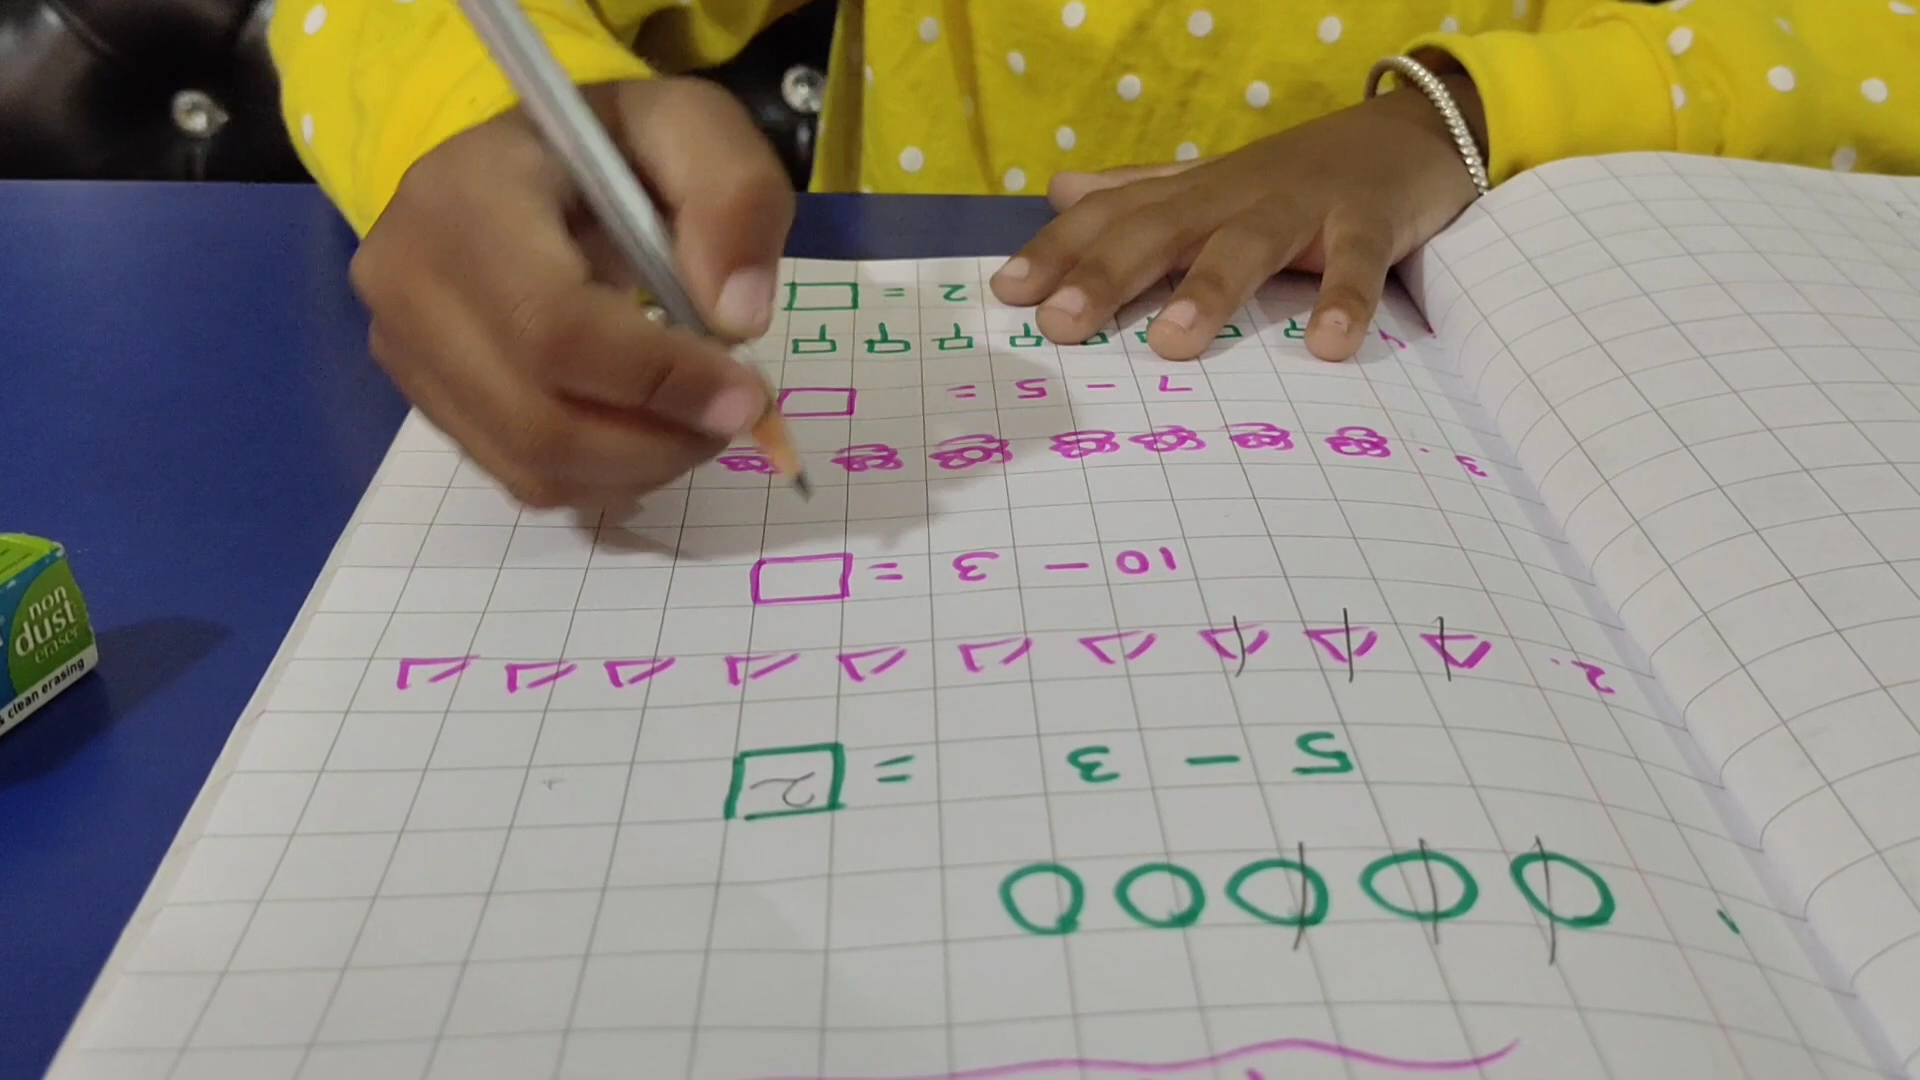 1.
5 - 3 = 2
2.
10 - 3 =
3.
7 - 5 =
4.
2 =
non
dust
eraser
& clean erasing